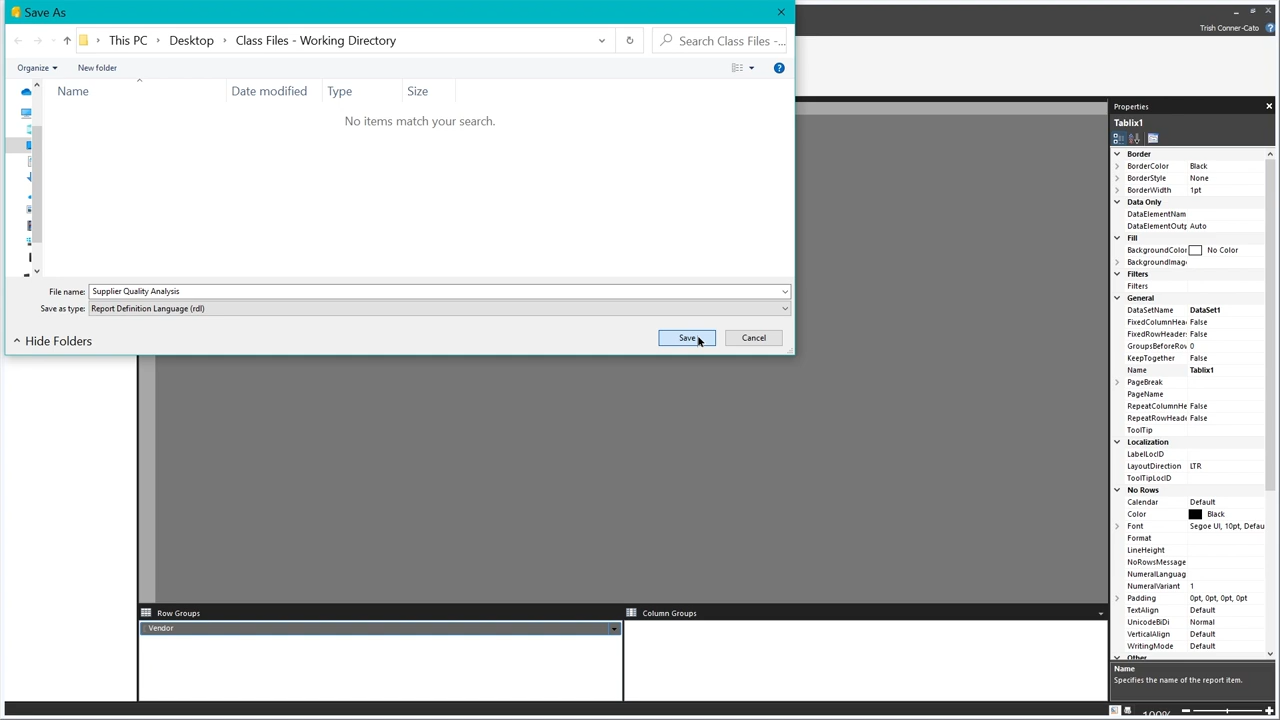 Save As
Trish Conner-Cato
This PC > Desktop > Class Files - Working Directory
Search Class Files -...
Organize
New folder
Name
Date modified
Type
Size
No items match your search.
File name:
Supplier Quality Analysis
Save as type:
Report Definition Language (rdl)
Hide Folders
Save
Cancel
Properties
Tablix1
Border
BorderColor Black
BorderStyle None
BorderWidth 1pt
Data Only
DataElementNam
DataElementOutp Auto
Fill
BackgroundColor No Color
BackgroundImag
Filters
Filters
General
DataSetName DataSet1
FixedColumnHea False
FixedRowHeader False
GroupsBeforeRov 0
KeepTogether False
Name Tablix1
PageBreak
PageName
RepeatColumnHe False
RepeatRowHeade False
ToolTip
Localization
LabelLocID
LayoutDirection LTR
ToolTipLocID
No Rows
Calendar Default
Color Black
Font Segoe UI, 10pt, Defau
Format
LineHeight
NoRowsMessage
NumeralLanguag
NumeralVariant 1
Padding 0pt, 0pt, 0pt, 0pt
TextAlign Default
UnicodeBiDi Normal
VerticalAlign Default
WritingMode Default
Other
Name
Specifies the name of the report item.
Row Groups
Column Groups
Vendor
100%